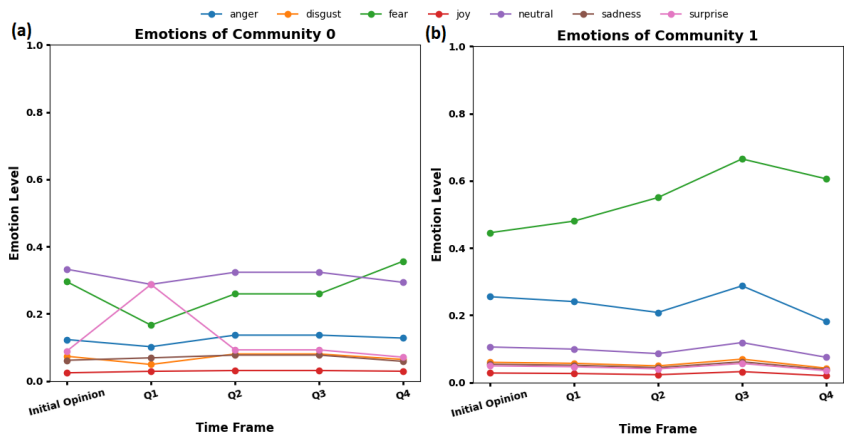 anger disgust fear joy neutral sadness surprise
(a)
Emotions of Community 0
1.0
0.8
0.6
0.4
0.2
0.0
Emotion Level
Initial Opinion Q1 Q2 Q3 Q4
Time Frame
(b)
Emotions of Community 1
1.0
0.8
0.6
0.4
0.2
0.0
Emotion Level
Initial Opinion Q1 Q2 Q3 Q4
Time Frame